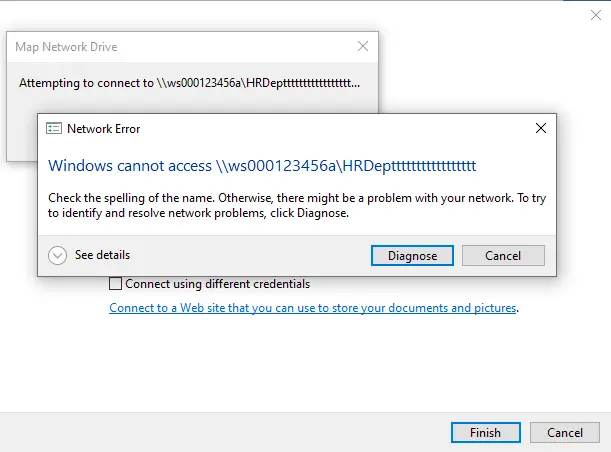 Map Network Drive
Attempting to connect to \\ws000123456a\HRDepttttttttttttttttt...
Network Error
Windows cannot access \\ws000123456a\HRDepttttttttttttttttt
Check the spelling of the name. Otherwise, there might be a problem with your network. To try
to identify and resolve network problems, click Diagnose.
See details
Diagnose
Cancel
Connect using different credentials
Connect to a Web site that you can use to store your documents and pictures.
Finish
Cancel